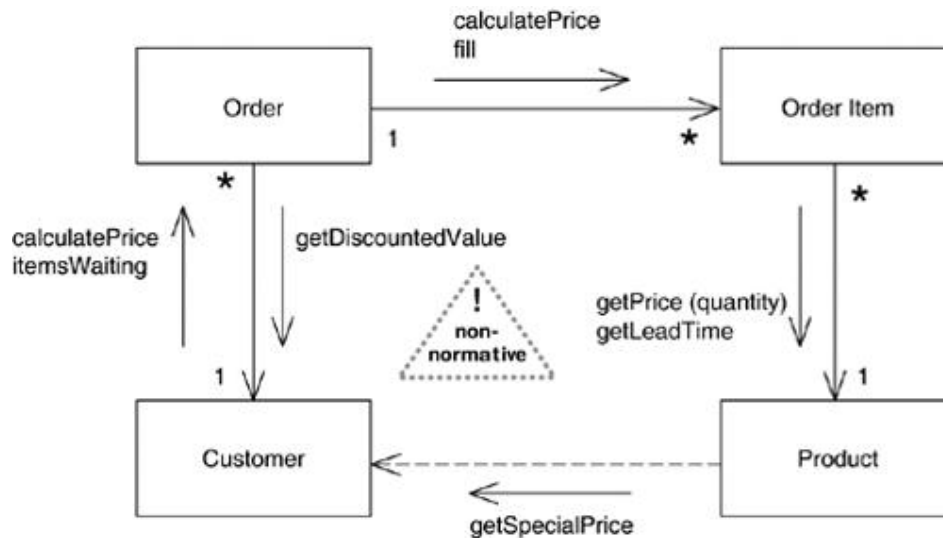 calculatePrice
fill
Order
Order Item
1
*
*
*
calculatePrice
itemsWaiting
getDiscountedValue
!
non-
normative
getPrice (quantity)
getLeadTime
1
1
Customer
Product
getSpecialPrice